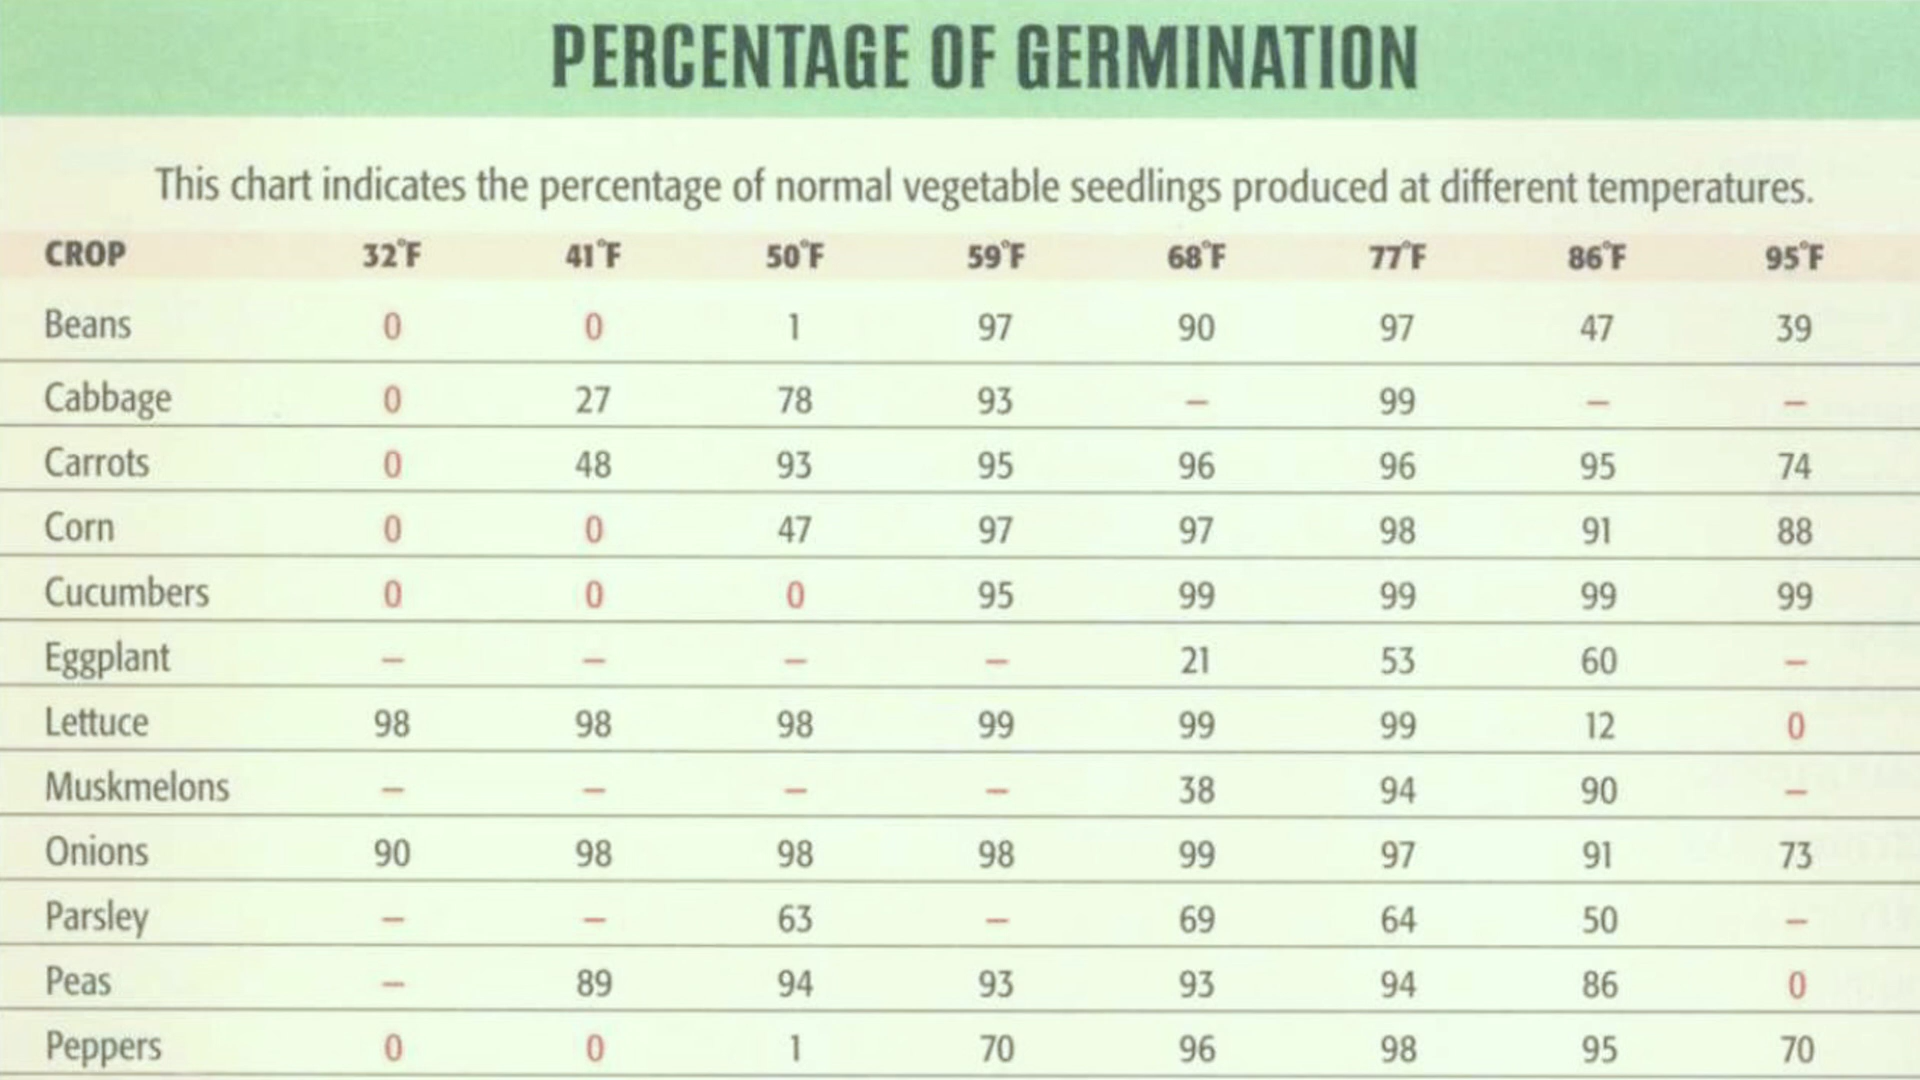 PERCENTAGE OF GERMINATION
This chart indicates the percentage of normal vegetable seedlings produced at different temperatures.
CROP 32°F 41°F 50°F 59°F 68°F 77°F 86°F 95°F
Beans 0 0 1 97 90 97 47 39
Cabbage 0 27 78 93 – 99 – –
Carrots 0 48 93 95 96 96 95 74
Corn 0 0 47 97 97 98 91 88
Cucumbers 0 0 0 95 99 99 99 99
Eggplant – – – – 21 53 60 –
Lettuce 98 98 98 99 99 99 12 0
Muskmelons – – – – 38 94 90 –
Onions 90 98 98 98 99 97 91 73
Parsley – – 63 – 69 64 50 –
Peas – 89 94 93 93 94 86 0
Peppers 0 0 1 70 96 98 95 70